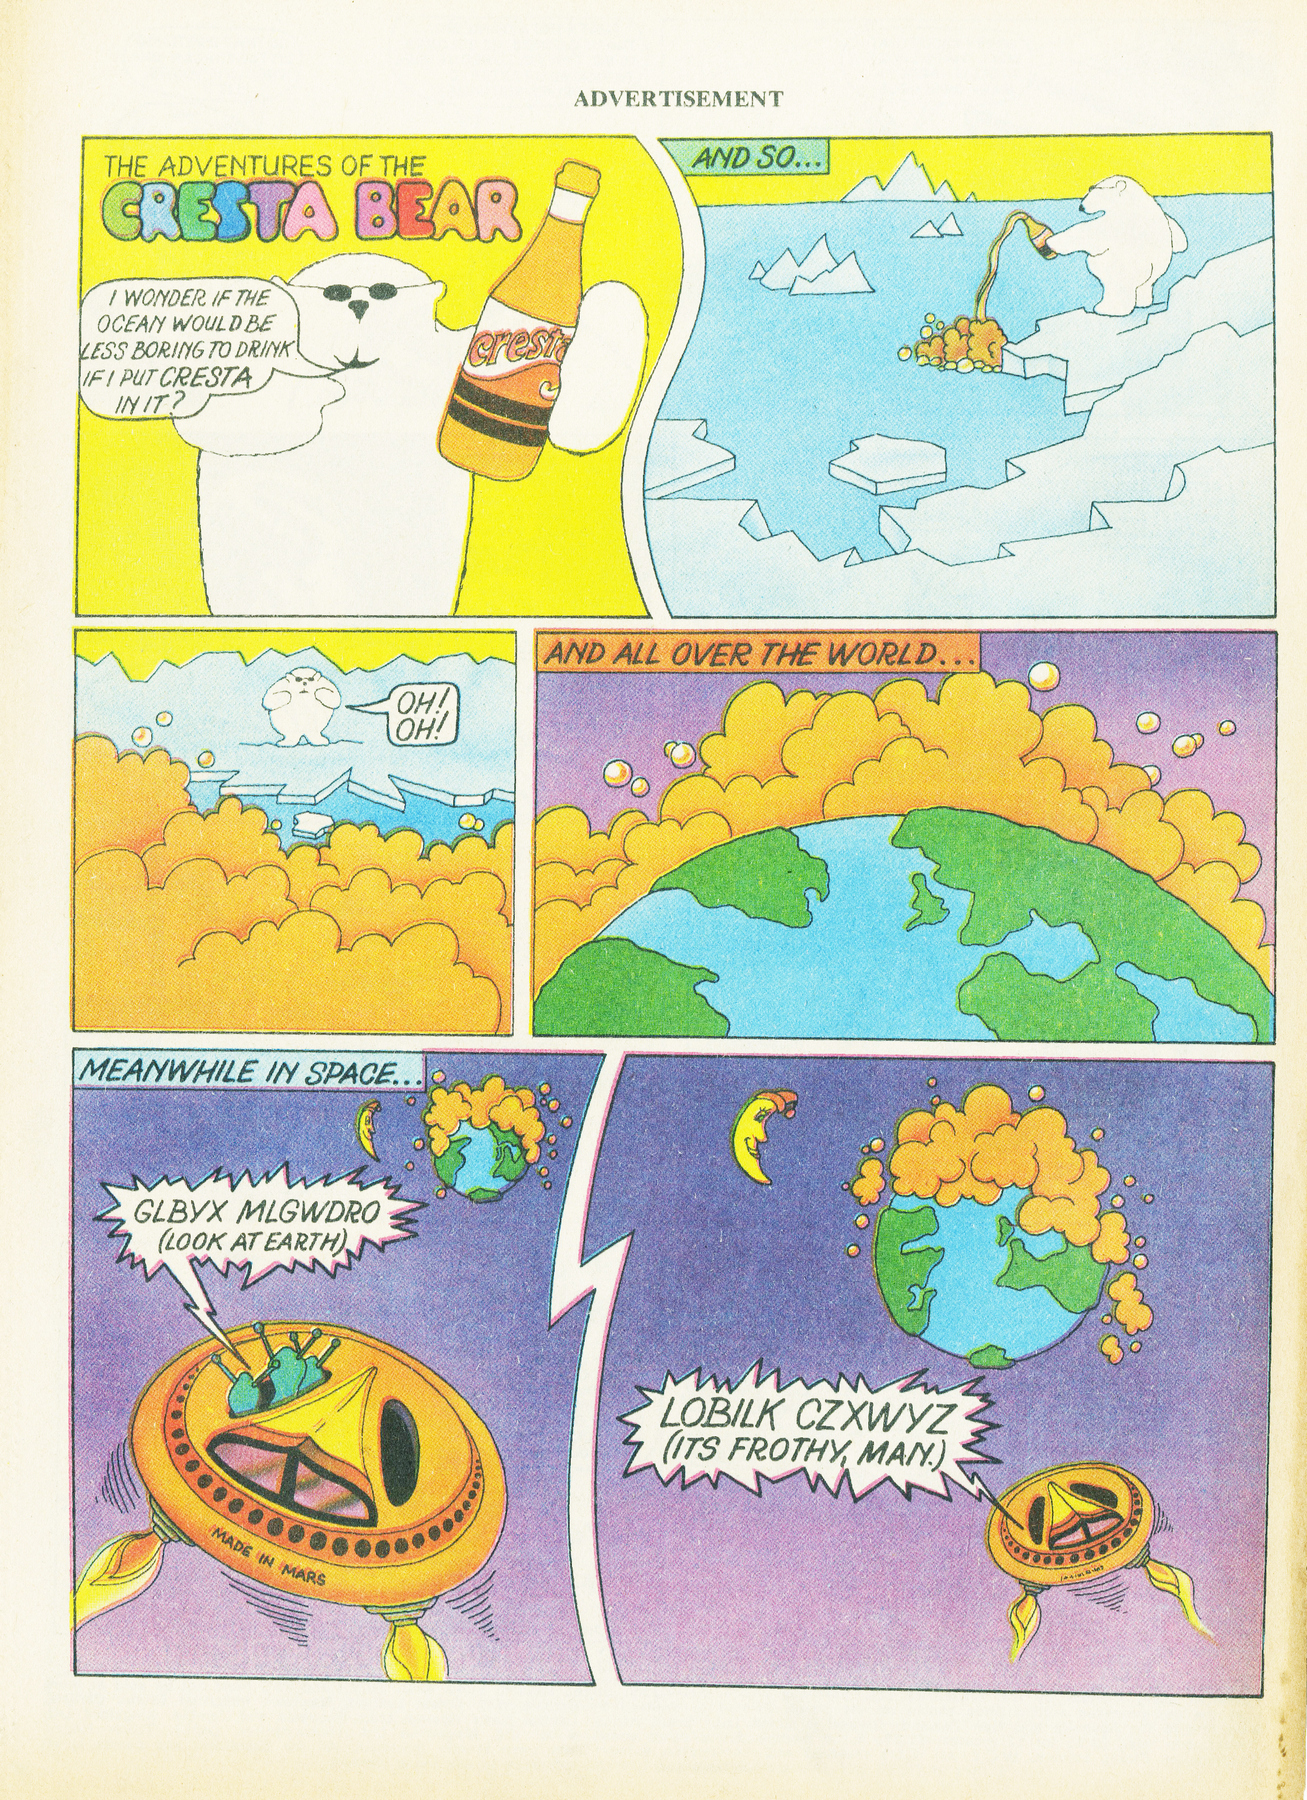 ADVERTISEMENT
THE ADVENTURES OF THE
CRESTA BEAR
I WONDER IF THE
OCEAN WOULD BE
LESS BORING TO DRINK
IF I PUT CRESTA
IN IT?
cresta
AND SO...
OH!
OH!
AND ALL OVER THE WORLD...
MEANWHILE IN SPACE...
GLBYX MLGWDRO
(LOOK AT EARTH)
MADE IN MARS
LOBILK CZXWYZ
(ITS FROTHY, MAN.)